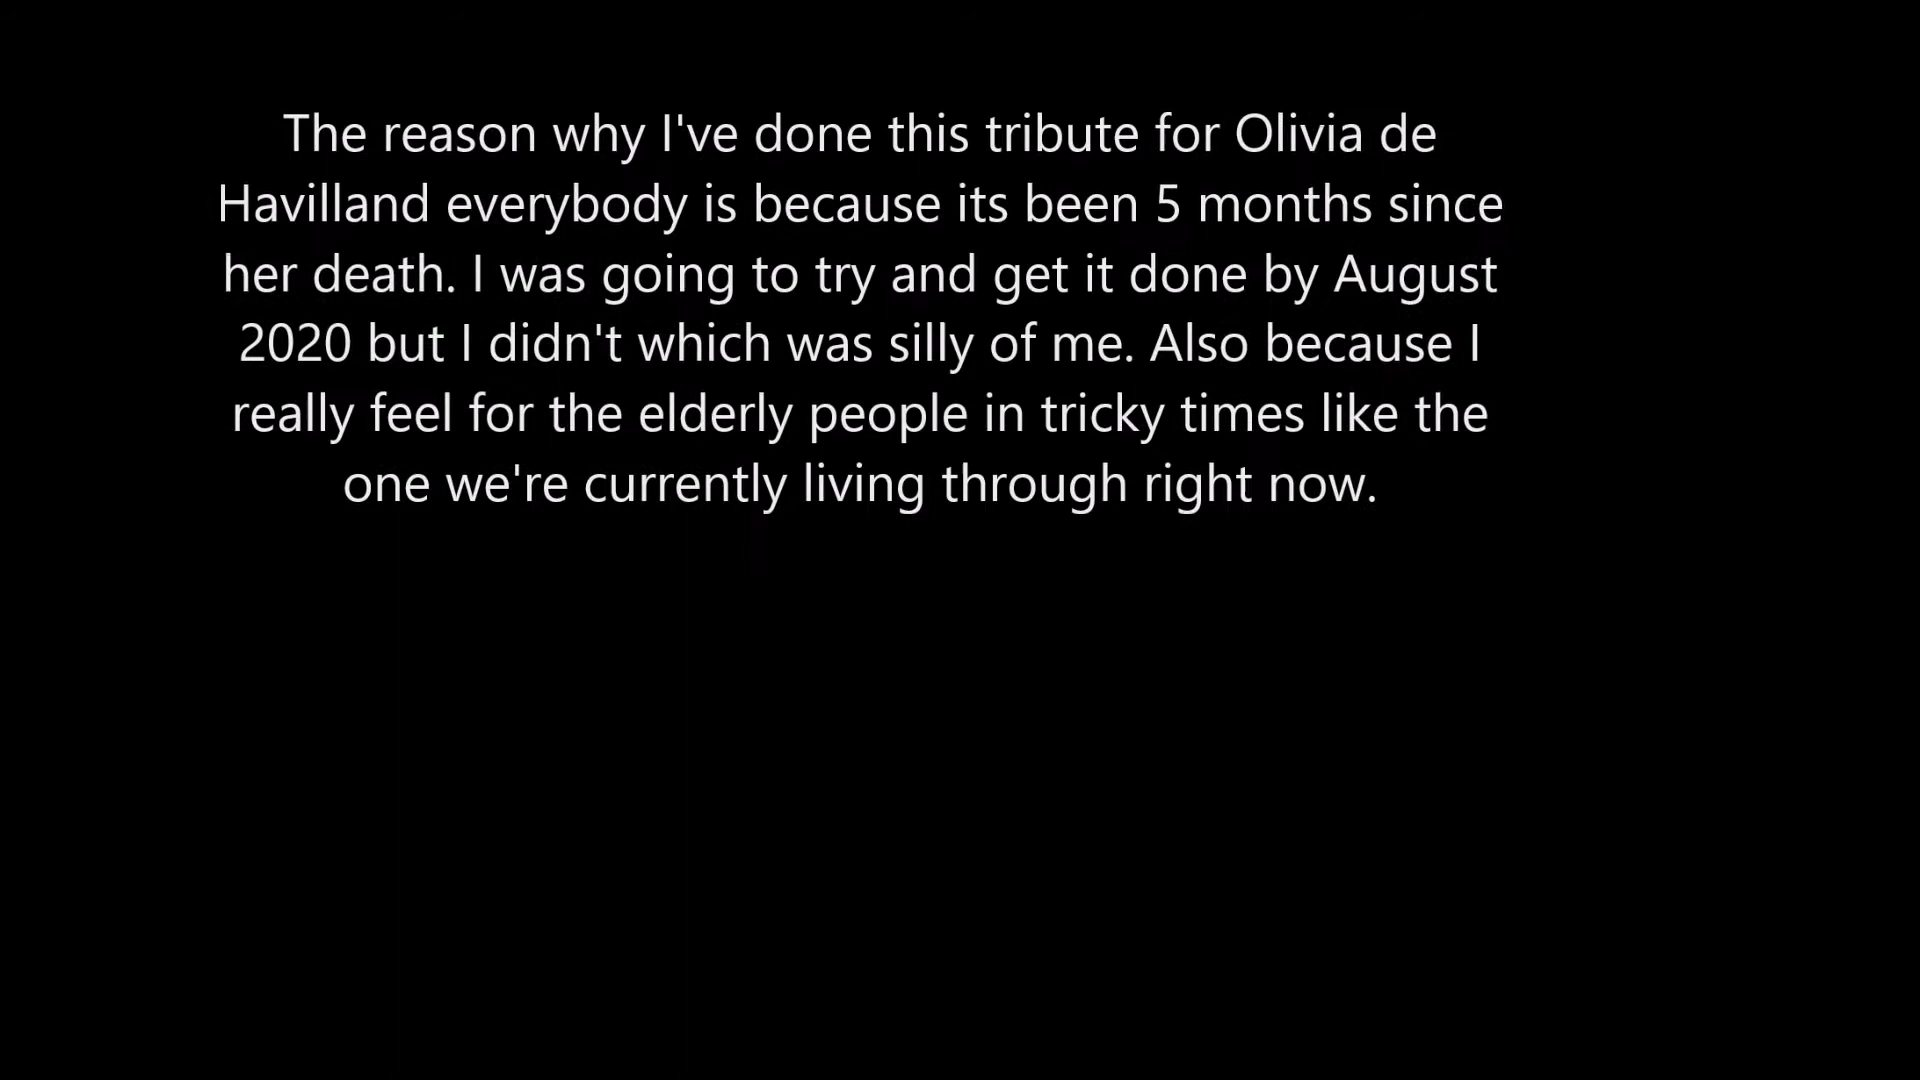 The reason why I've done this tribute for Olivia de
Havilland everybody is because its been 5 months since
her death. I was going to try and get it done by August
2020 but I didn't which was silly of me. Also because I
really feel for the elderly people in tricky times like the
one we're currently living through right now.